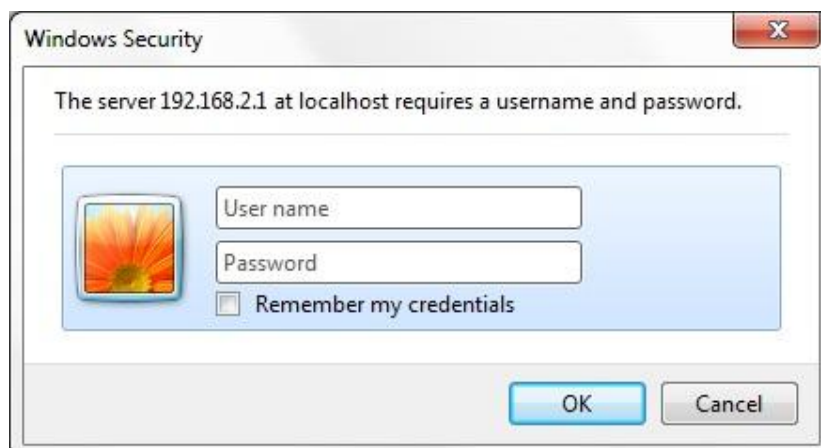 Windows Security
The server 192.168.2.1 at localhost requires a username and password.
User name
Password
Remember my credentials
OK
Cancel